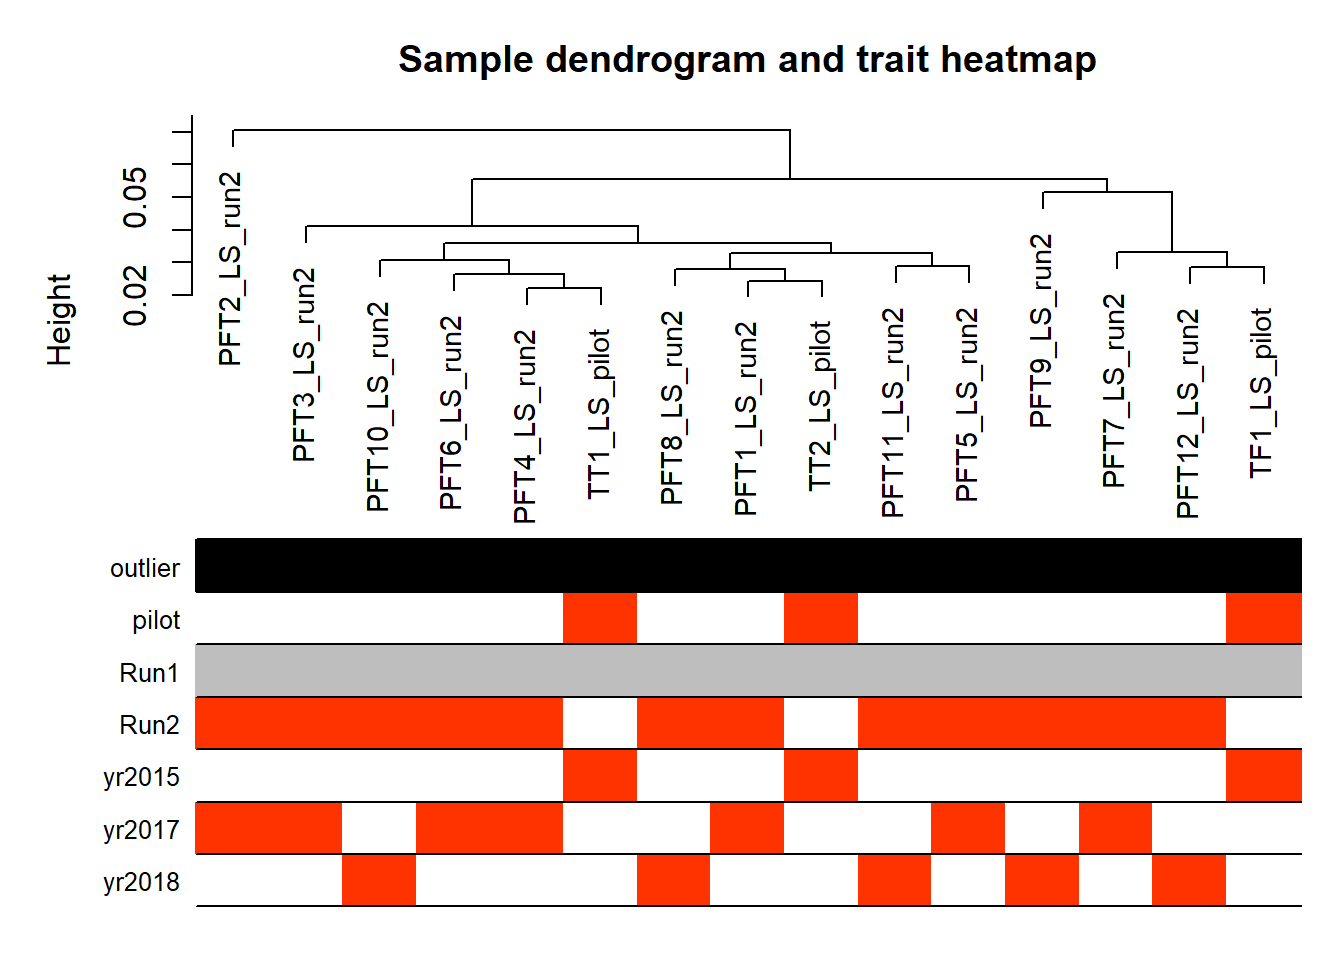 Sample dendrogram and trait heatmap
Height
0.05
0.02
PFT2_LS_run2
PFT3_LS_run2
PFT10_LS_run2
PFT6_LS_run2
PFT4_LS_run2
TT1_LS_pilot
PFT8_LS_run2
PFT1_LS_run2
TT2_LS_pilot
PFT11_LS_run2
PFT5_LS_run2
PFT9_LS_run2
PFT7_LS_run2
PFT12_LS_run2
TF1_LS_pilot
outlier
pilot
Run1
Run2
yr2015
yr2017
yr2018